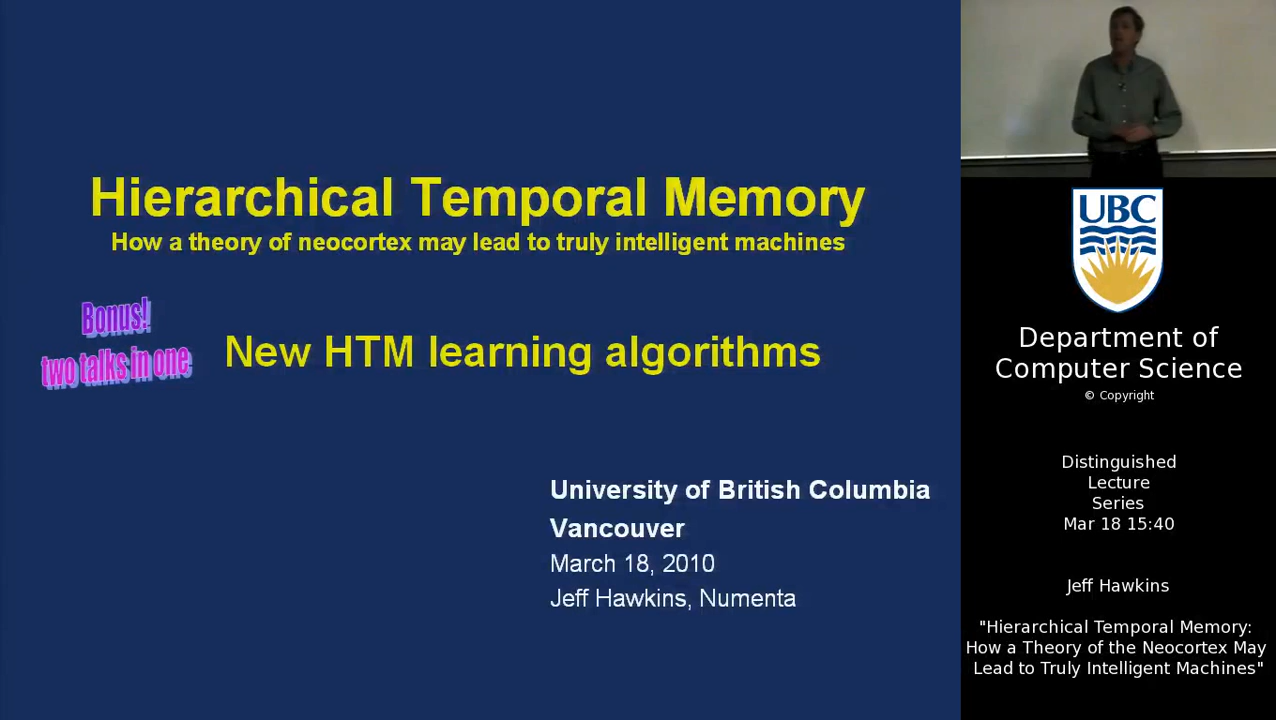 Hierarchical Temporal Memory
How a theory of neocortex may lead to truly intelligent machines
Bonus!
two talks in one
New HTM learning algorithms
University of British Columbia
Vancouver
March 18, 2010
Jeff Hawkins, Numenta
UBC
Department of
Computer Science
© Copyright
Distinguished
Lecture
Series
Mar 18 15:40
Jeff Hawkins
"Hierarchical Temporal Memory:
How a Theory of the Neocortex May
Lead to Truly Intelligent Machines"